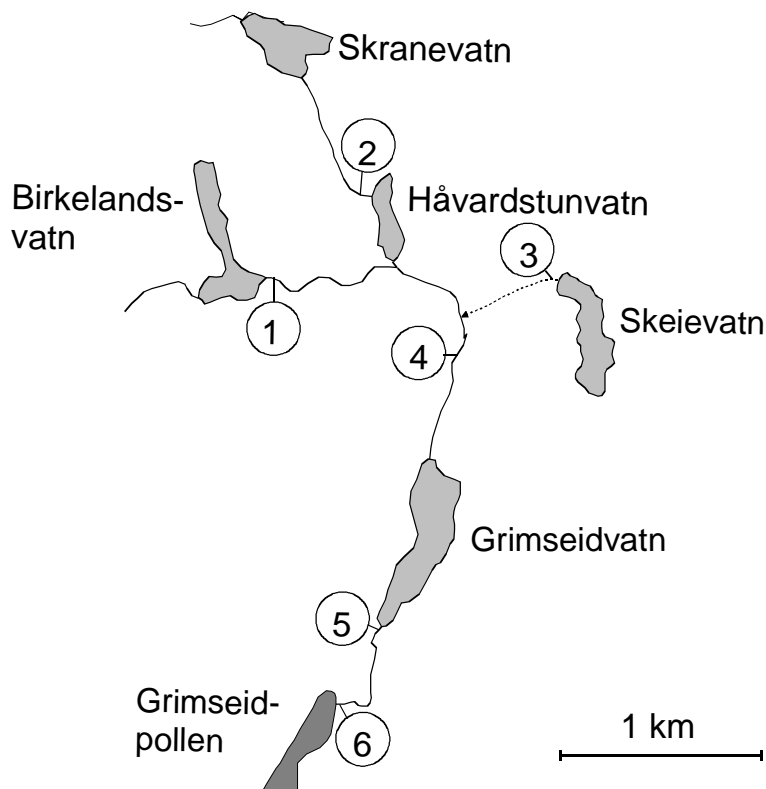 Skranevatn
2
Birkelands-
vatn
Håvardstunvatn
3
1
Skeievatn
4
Grimseidvatn
5
Grimseid-
pollen
6
1 km